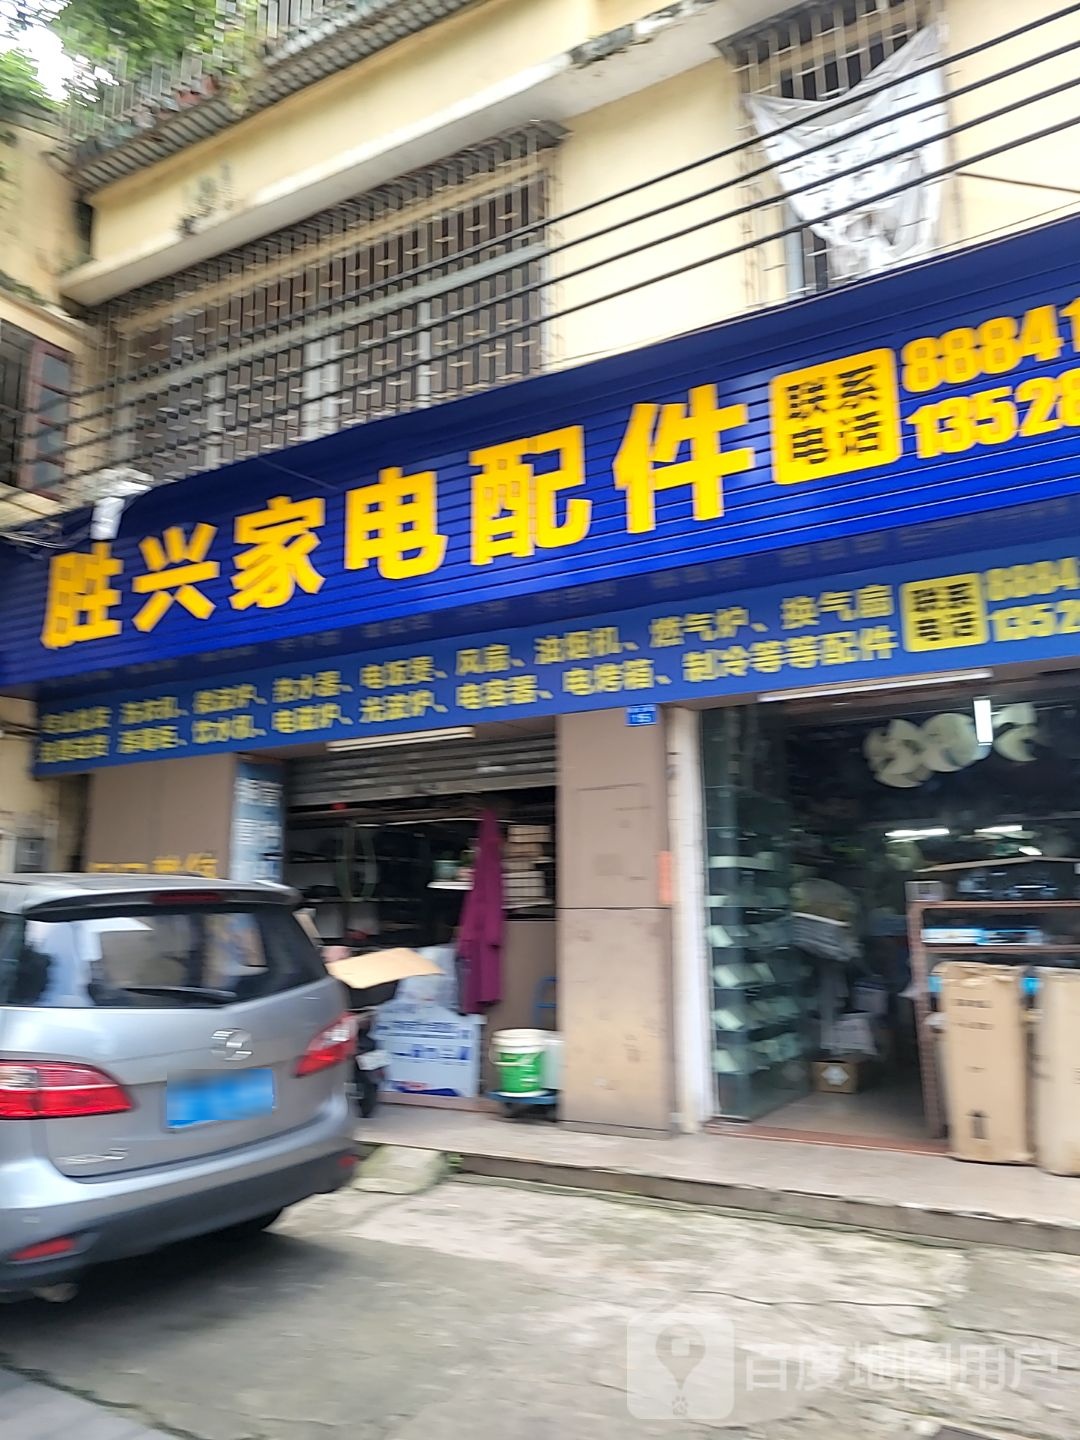 胜兴家电配件
联系电话
88841
13528
洗衣机、微波炉、热水器、电饭煲、风扇、油烟机、燃气炉、换气扇
消毒柜、饮水机、电磁炉、光波炉、电容器、电烤箱、制冷等等配件
联系电话
8884
1352
百度地图用户